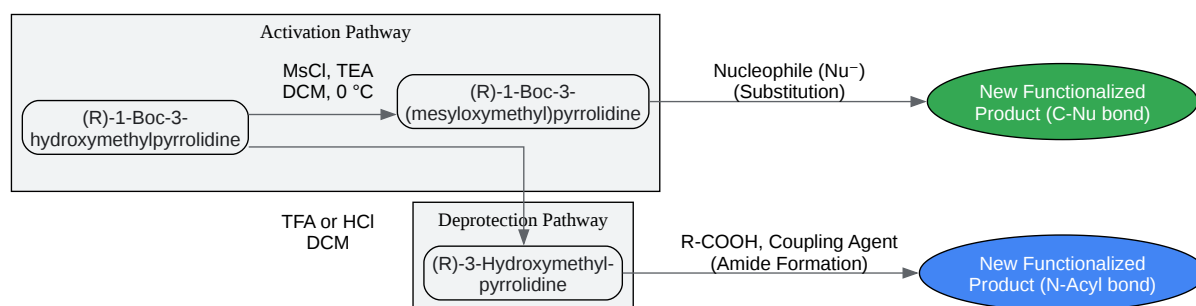 Activation Pathway
MsCl, TEA
DCM, 0 °C
(R)-1-Boc-3-
hydroxymethylpyrrolidine
(R)-1-Boc-3-
(mesyloxymethyl)pyrrolidine
Nucleophile (Nu⁻)
(Substitution)
New Functionalized
Product (C-Nu bond)
TFA or HCl
DCM
Deprotection Pathway
(R)-3-Hydroxymethyl-
pyrrolidine
R-COOH, Coupling Agent
(Amide Formation)
New Functionalized
Product (N-Acyl bond)